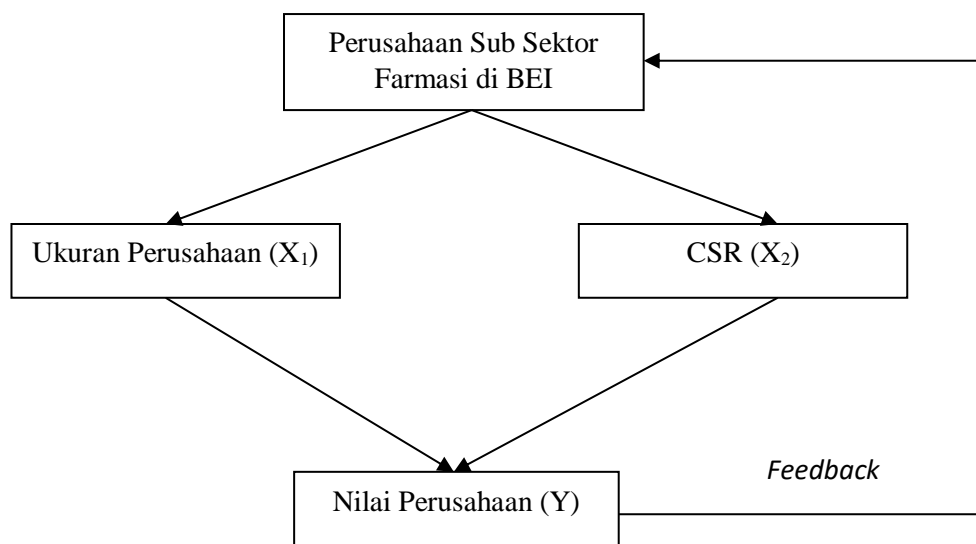 Perusahaan Sub Sektor
Farmasi di BEI
Ukuran Perusahaan (X₁)
CSR (X₂)
Feedback
Nilai Perusahaan (Y)